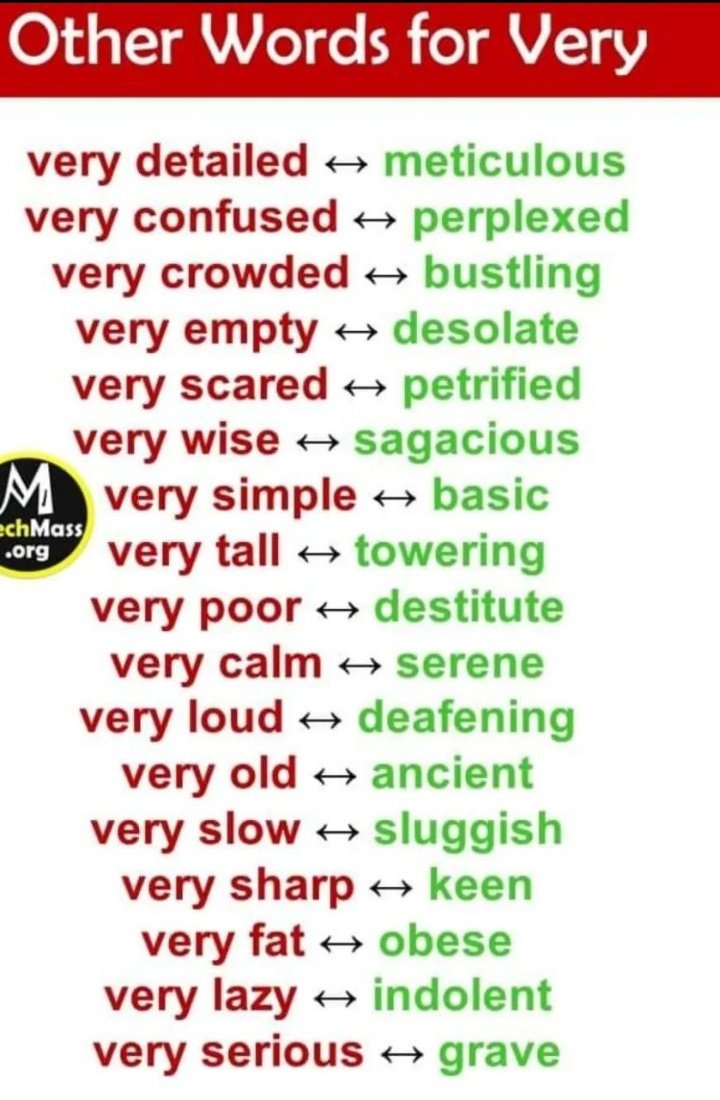 Other Words for Very
very detailed ↔ meticulous
very confused ↔ perplexed
very crowded ↔ bustling
very empty ↔ desolate
very scared ↔ petrified
very wise ↔ sagacious
very simple ↔ basic
very tall ↔ towering
very poor ↔ destitute
very calm ↔ serene
very loud ↔ deafening
very old ↔ ancient
very slow ↔ sluggish
very sharp ↔ keen
very fat ↔ obese
very lazy ↔ indolent
very serious ↔ grave
M
echMass
.org